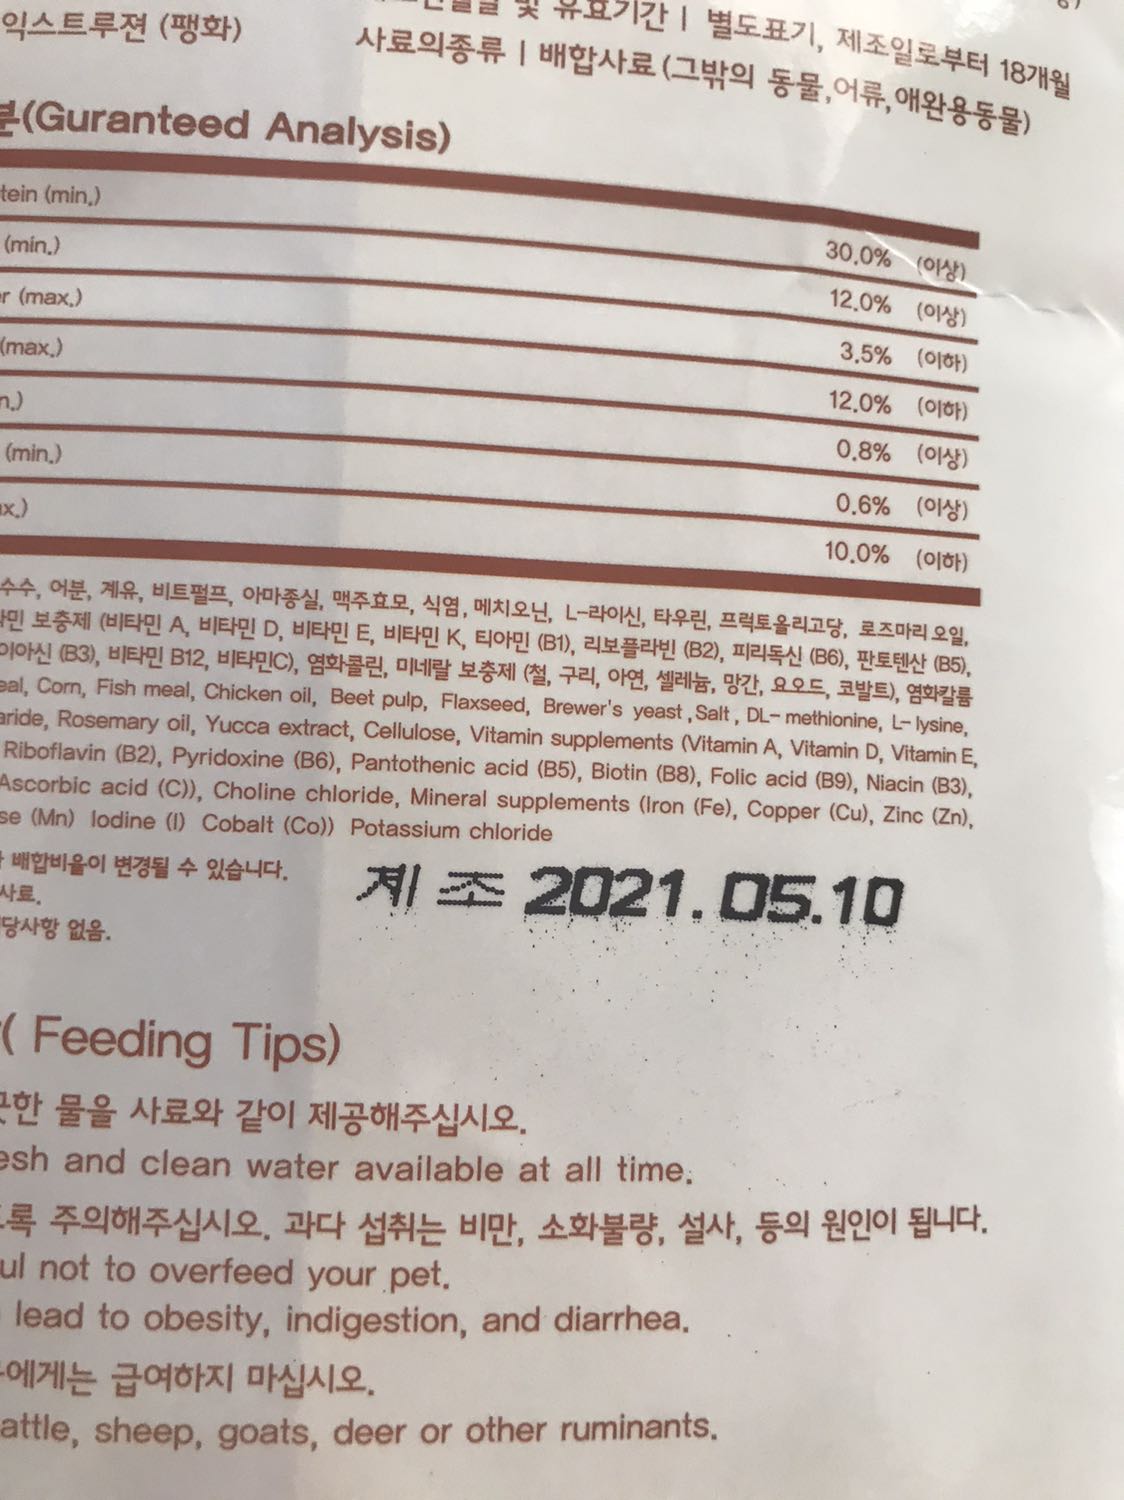 익스트루젼 (팽화)
및 유효기간 | 별도표기, 제조일로부터 18개월
사료의종류 | 배합사료(그밖의 동물,어류,애완용동물)
분(Guranteed Analysis)
tein (min.) 30.0% (이상)
(min.) 12.0% (이상)
er (max.) 3.5% (이하)
(max.) 12.0% (이하)
n.) 0.8% (이상)
(min.) 0.6% (이상)
ax.) 10.0% (이하)
수수, 어분, 계유, 비트펄프, 아마종실, 맥주효모, 식염, 메치오닌, L-라이신, 타우린, 프럭토올리고당, 로즈마리 오일,
타민 보충제 (비타민 A, 비타민 D, 비타민 E, 비타민 K, 티아민 (B1), 리보플라빈 (B2), 피리독신 (B6), 판토텐산 (B5),
이아신 (B3), 비타민 B12, 비타민C), 염화콜린, 미네랄 보충제 (철, 구리, 아연, 셀레늄, 망간, 요오드, 코발트), 염화칼륨
eal, Corn, Fish meal, Chicken oil, Beet pulp, Flaxseed, Brewer's yeast ,Salt , DL- methionine, L- lysine,
aride, Rosemary oil, Yucca extract, Cellulose, Vitamin supplements (Vitamin A, Vitamin D, Vitamin E,
Riboflavin (B2), Pyridoxine (B6), Pantothenic acid (B5), Biotin (B8), Folic acid (B9), Niacin (B3),
Ascorbic acid (C)), Choline chloride, Mineral supplements (Iron (Fe), Copper (Cu), Zinc (Zn),
se (Mn) Iodine (I) Cobalt (Co)) Potassium chloride
배합비율이 변경될 수 있습니다.
사료.
당사항 없음.
제 조 2021.05.10
( Feeding Tips)
끗한 물을 사료와 같이 제공해주십시오.
esh and clean water available at all time.
도록 주의해주십시오. 과다 섭취는 비만, 소화불량, 설사, 등의 원인이 됩니다.
ul not to overfeed your pet.
lead to obesity, indigestion, and diarrhea.
에게는 급여하지 마십시오.
attle, sheep, goats, deer or other ruminants.